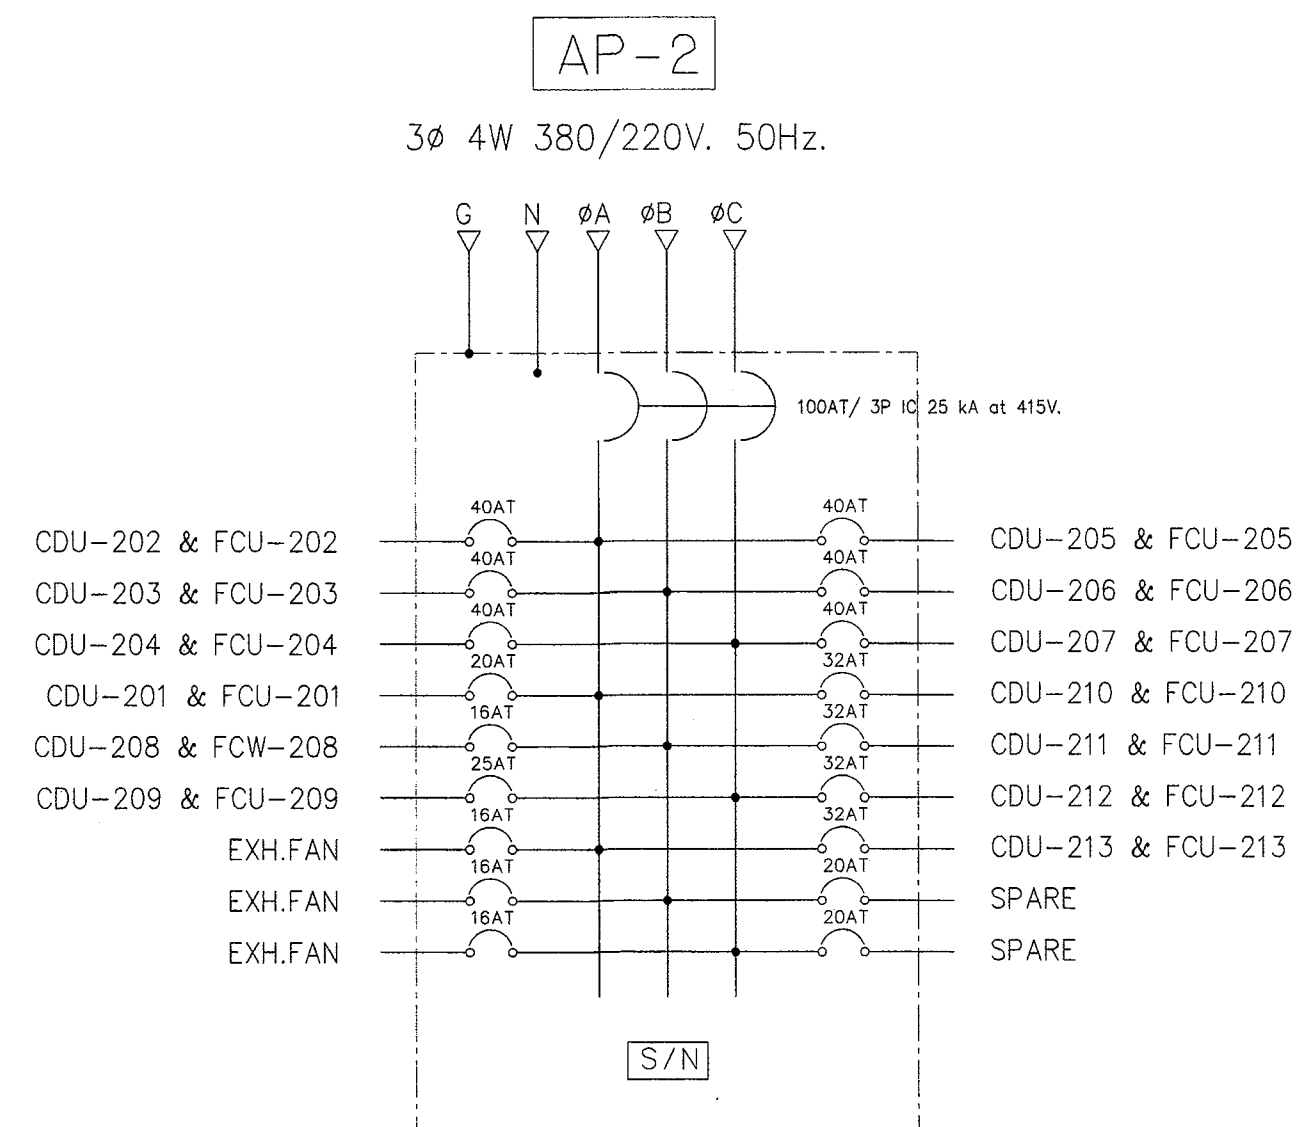 AP-2
3ø 4W 380/220V. 50Hz.
G N øA øB øC
100AT/ 3P IC 25 kA at 415V.
40AT 40AT
CDU-202 & FCU-202 CDU-205 & FCU-205
40AT 40AT
CDU-203 & FCU-203 CDU-206 & FCU-206
40AT 40AT
CDU-204 & FCU-204 CDU-207 & FCU-207
20AT 32AT
CDU-201 & FCU-201 CDU-210 & FCU-210
16AT 32AT
CDU-208 & FCW-208 CDU-211 & FCU-211
25AT 32AT
CDU-209 & FCU-209 CDU-212 & FCU-212
16AT 32AT
EXH.FAN CDU-213 & FCU-213
16AT 20AT
EXH.FAN SPARE
16AT 20AT
EXH.FAN SPARE
S/N